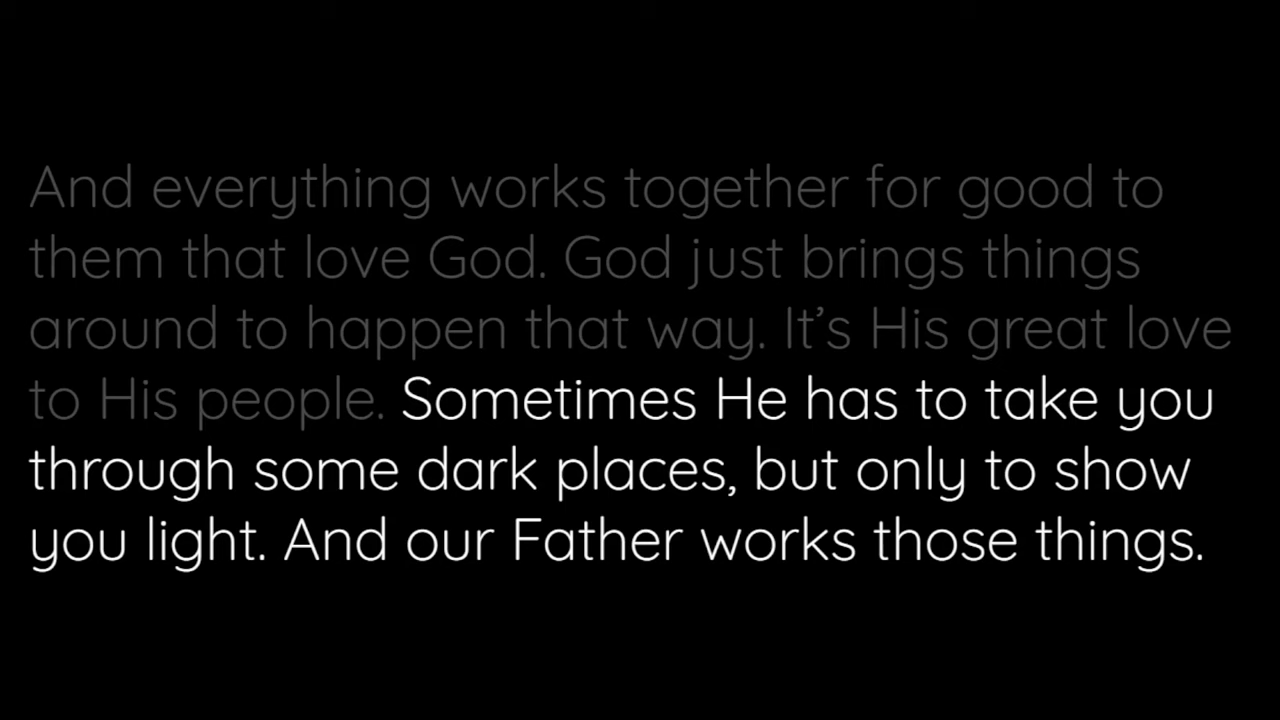 And everything works together for good to
them that love God. God just brings things
around to happen that way. It’s His great love
to His people. Sometimes He has to take you
through some dark places, but only to show
you light. And our Father works those things.